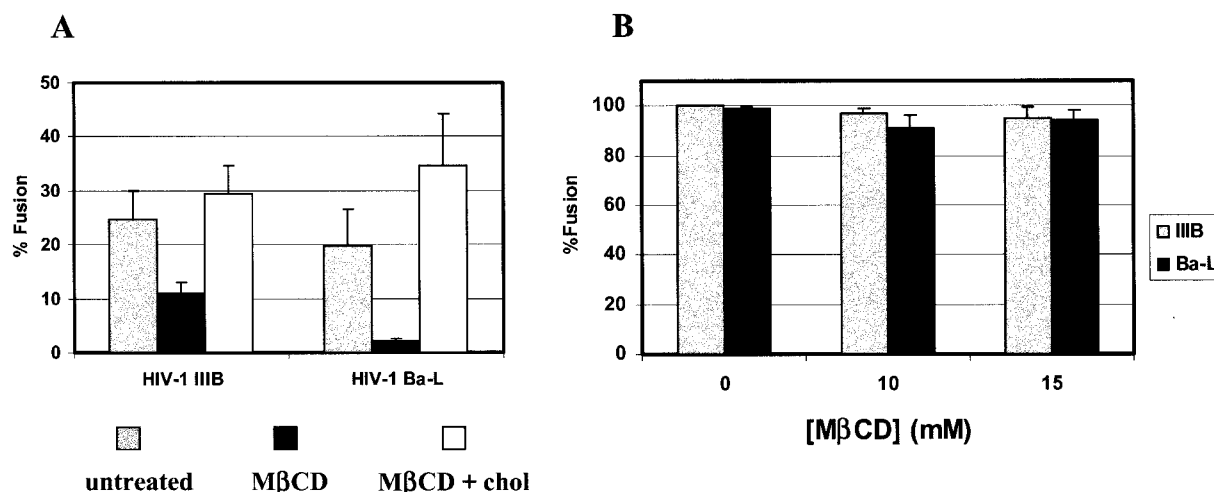 A
50
40
30
20
10
0
% Fusion
HIV-1 IIIB HIV-1 Ba-L
untreated MβCD MβCD + chol
B
100
80
60
40
20
0
%Fusion
0 10 15
[MβCD] (mM)
IIIB
Ba-L